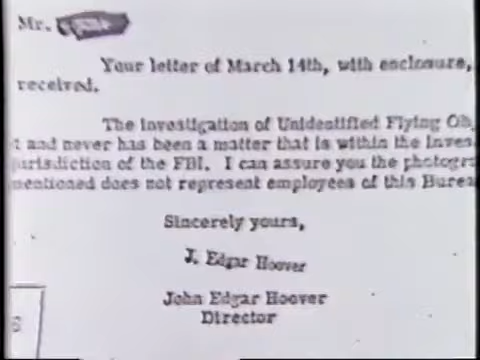 Mr.
Your letter of March 14th, with enclosure,
received.
The investigation of Unidentified Flying Ob
t and never has been a matter that is within the inves
jurisdiction of the FBI. I can assure you the photogra
mentioned does not represent employees of this Burea
Sincerely yours,
J. Edgar Hoover
John Edgar Hoover
Director